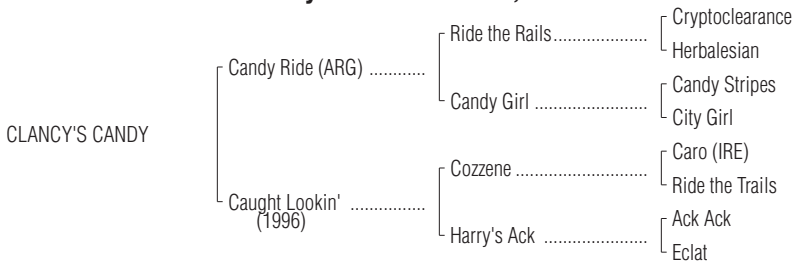 Cryptoclearance
Ride the Rails....................
Herbalesian
Candy Ride (ARG) ............
Candy Stripes
Candy Girl ........................
City Girl
CLANCY'S CANDY
Caro (IRE)
Cozzene ............................
Ride the Trails
Caught Lookin' ................
(1996)
Ack Ack
Harry's Ack ......................
Eclat